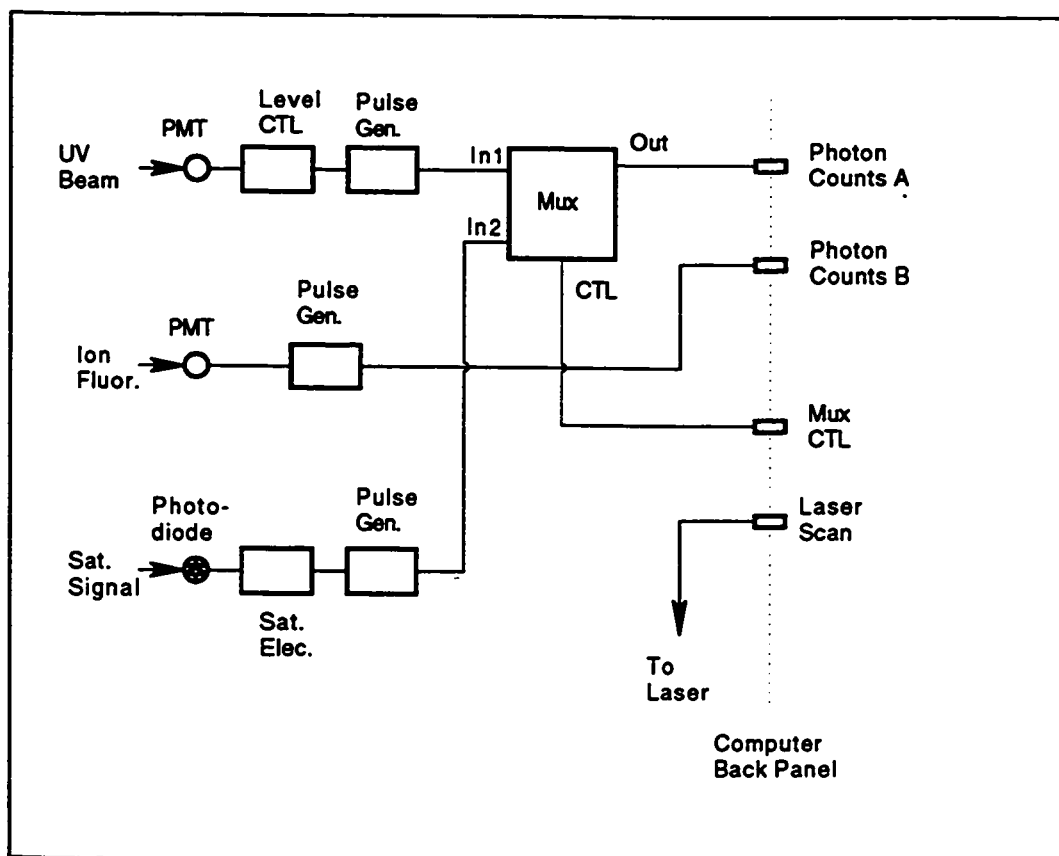 Level
CTL
Pulse
Gen.
PMT
UV
Beam
In1
Out
Mux
In2
CTL
Photon
Counts A
Photon
Counts B
Pulse
Gen.
PMT
Ion
Fluor.
Mux
CTL
Photo-
diode
Pulse
Gen.
Laser
Scan
Sat.
Signal
Sat.
Elec.
To
Laser
Computer
Back Panel